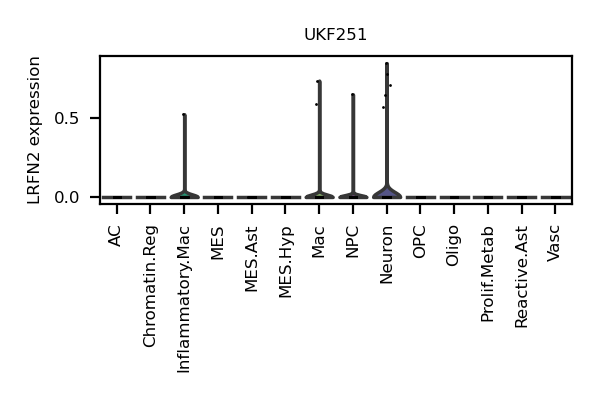 UKF251
LRFN2 expression
0.5
0.0
AC
Chromatin.Reg
Inflammatory.Mac
MES
MES.Ast
MES.Hyp
Mac
NPC
Neuron
OPC
Oligo
Prolif.Metab
Reactive.Ast
Vasc